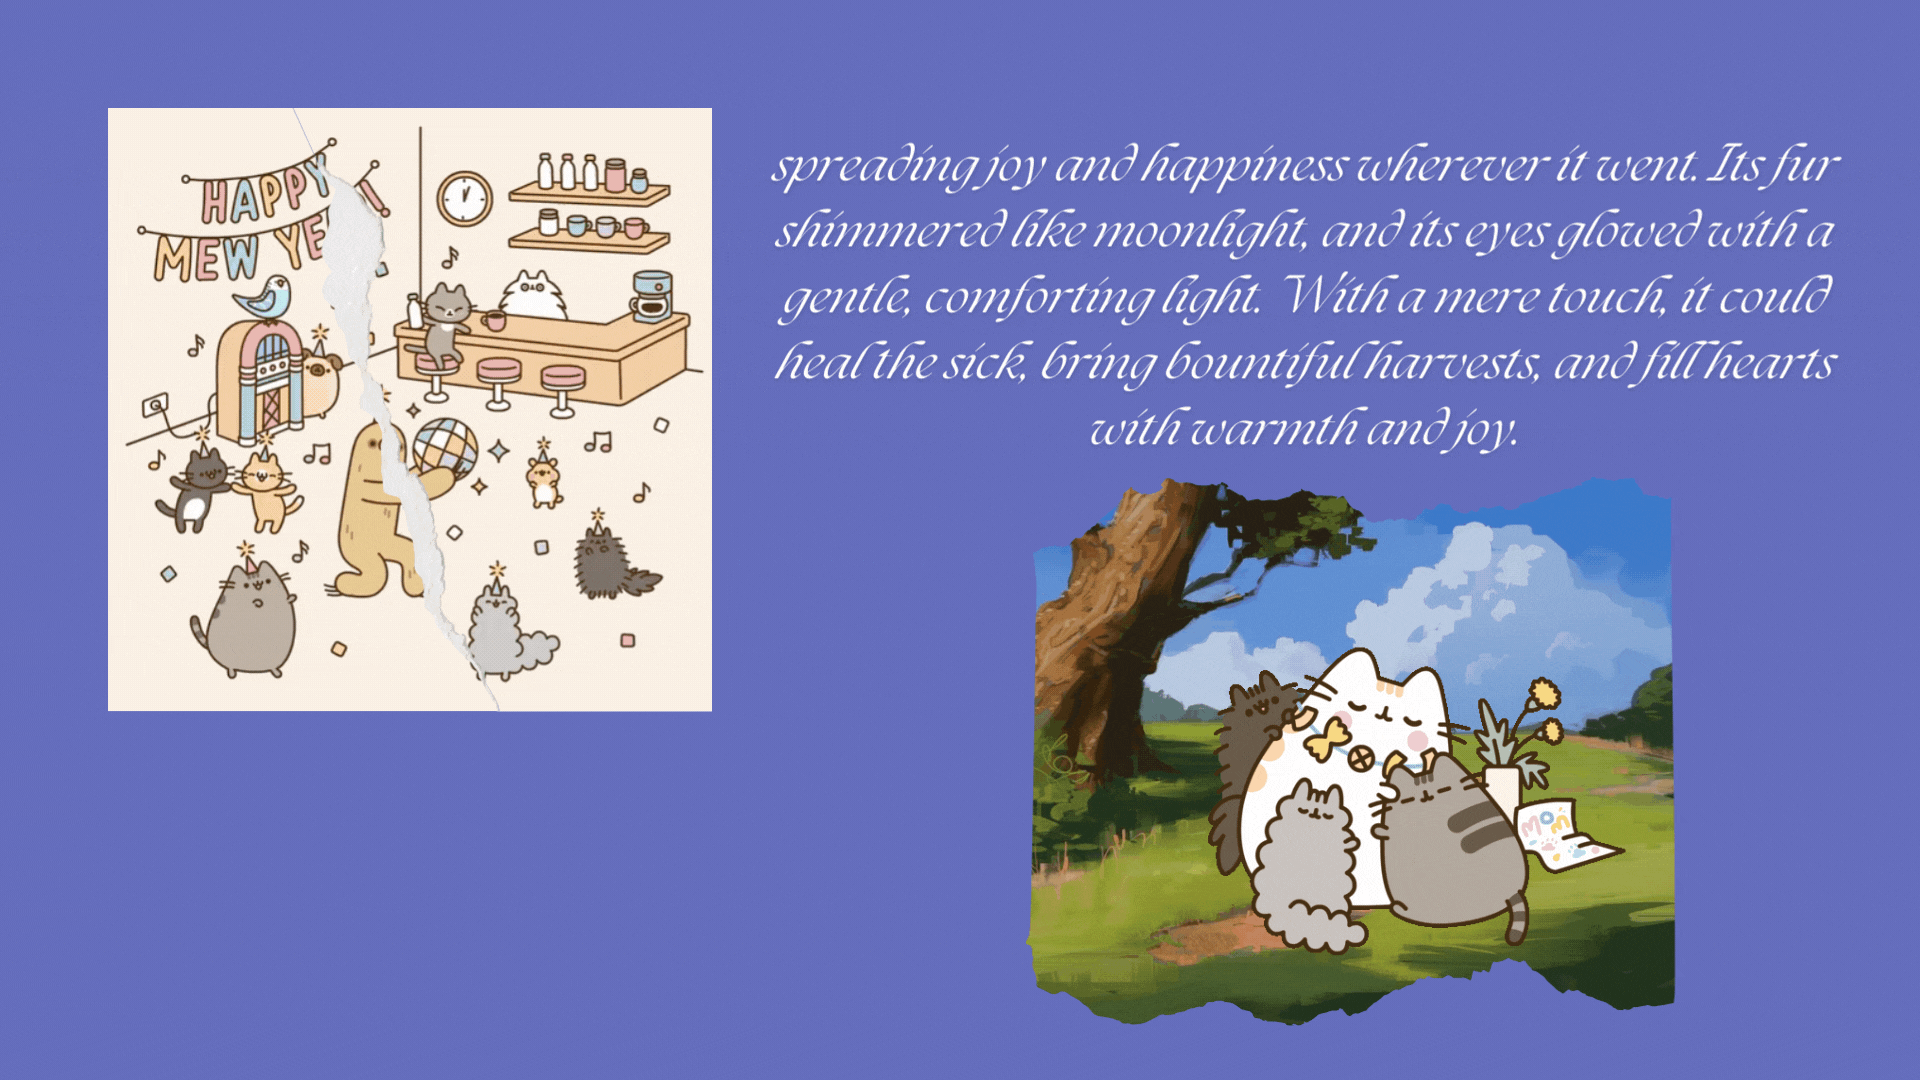 HAPPY
MEW YE
spreading joy and happiness wherever it went. Its fur
shimmered like moonlight, and its eyes glowed with a
gentle, comforting light. With a mere touch, it could
heal the sick, bring bountiful harvests, and fill hearts
with warmth and joy.
MOM